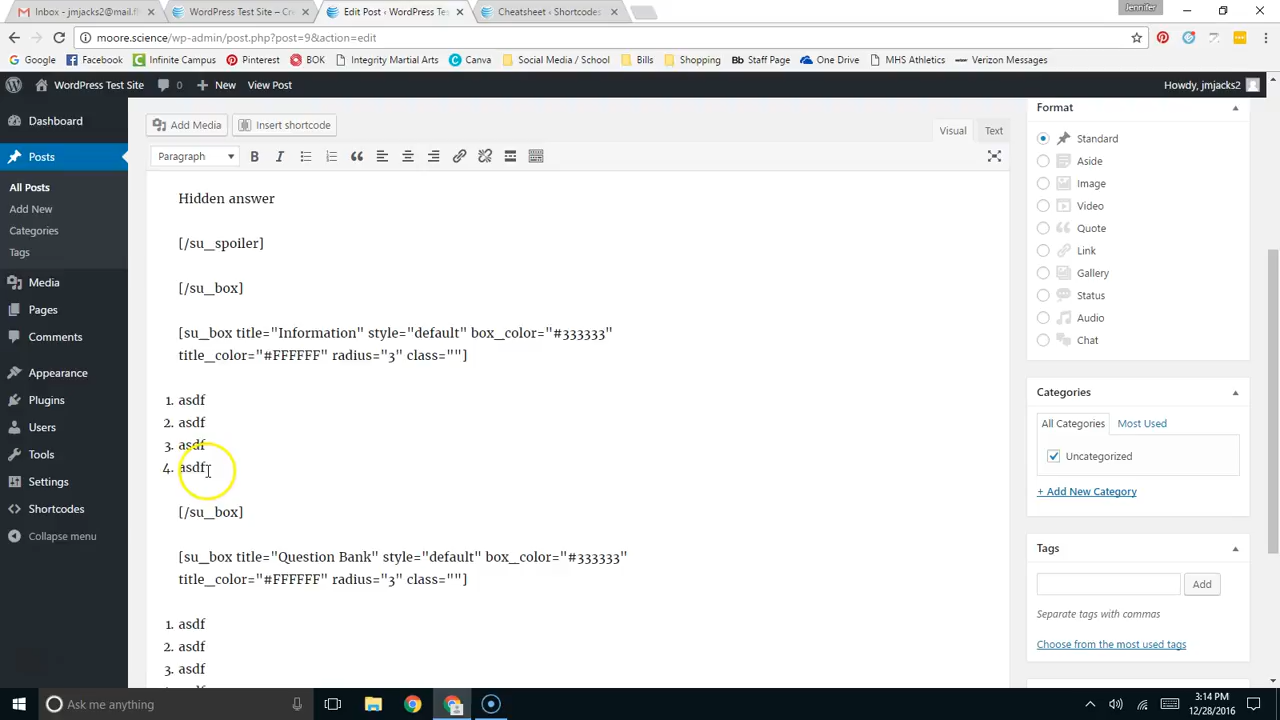 Inbox - jmjacks2@mail.fl
WordPress Test Site – Cre
Edit Post ‹ WordPress Tes
Cheatsheet ‹ Shortcodes
Jennifer
moore.science/wp-admin/post.php?post=9&action=edit
Google
Facebook
Infinite Campus
Pinterest
BOK
Integrity Martial Arts
Canva
Social Media / School
Bills
Shopping
Bb Staff Page
One Drive
MHS Athletics
Verizon Messages
WordPress Test Site
0
New
View Post
Howdy, jmjacks2
Dashboard
Posts
All Posts
Add New
Categories
Tags
Media
Pages
Comments
Appearance
Plugins
Users
Tools
Settings
Shortcodes
Collapse menu
Add Media
Insert shortcode
Visual
Text
Paragraph
Hidden answer
[/su_spoiler]
[/su_box]
[su_box title="Information" style="default" box_color="#333333"
title_color="#FFFFFF" radius="3" class=""]
1. asdf
2. asdf
3. asdf
4. asdf
[/su_box]
[su_box title="Question Bank" style="default" box_color="#333333"
title_color="#FFFFFF" radius="3" class=""]
1. asdf
2. asdf
3. asdf
Format
Standard
Aside
Image
Video
Quote
Link
Gallery
Status
Audio
Chat
Categories
All Categories
Most Used
Uncategorized
+ Add New Category
Tags
Add
Separate tags with commas
Choose from the most used tags
Ask me anything
3:14 PM
12/28/2016